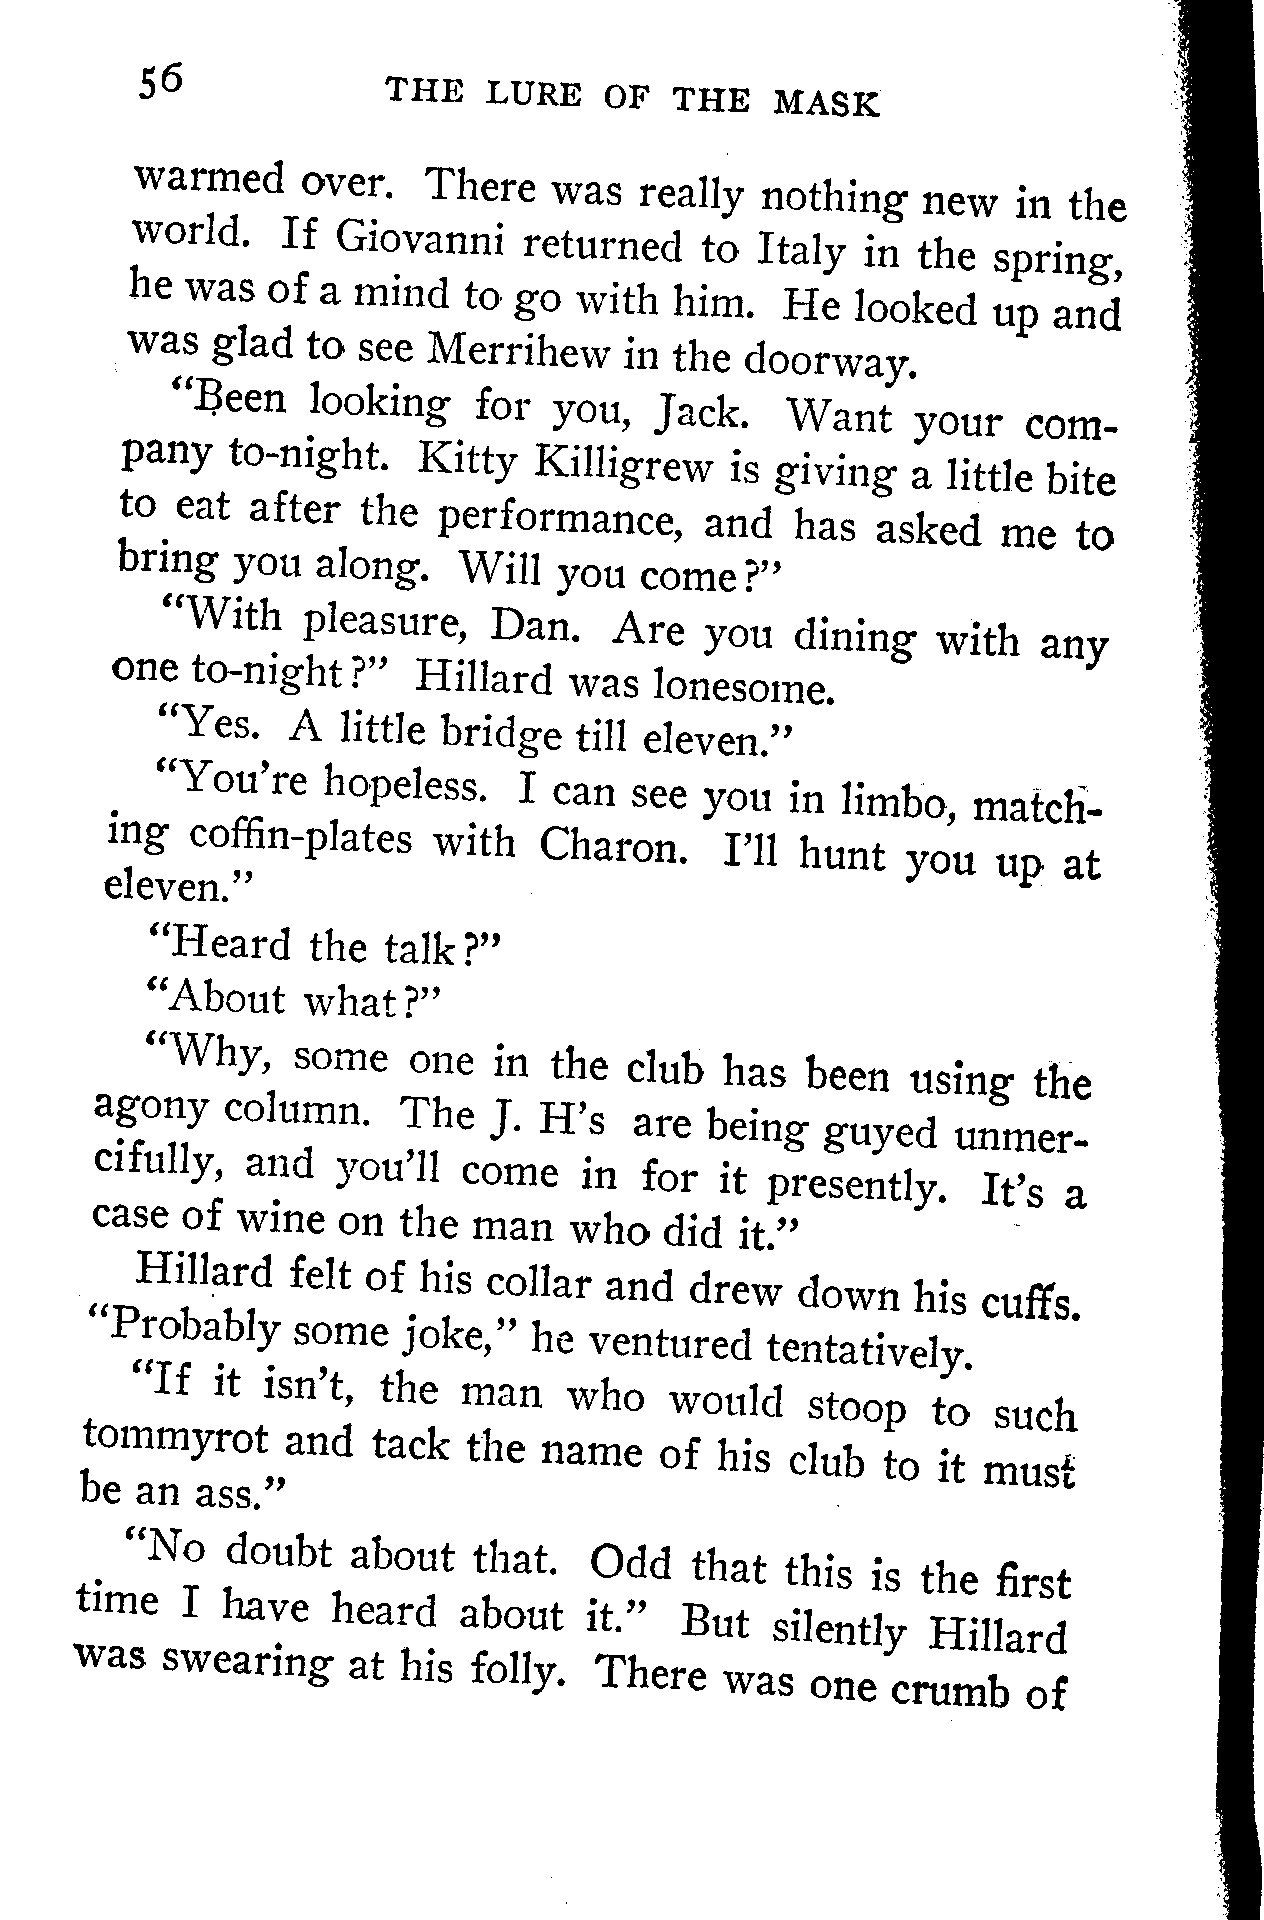 56 THE LURE OF THE MASK
warmed over. There was really nothing new in the
world. If Giovanni returned to Italy in the spring,
he was of a mind to go with him. He looked up and
was glad to see Merrihew in the doorway.
“Been looking for you, Jack. Want your com-
pany to-night. Kitty Killigrew is giving a little bite
to eat after the performance, and has asked me to
bring you along. Will you come?”
“With pleasure, Dan. Are you dining with any
one to-night?” Hillard was lonesome.
“Yes. A little bridge till eleven.”
“You’re hopeless. I can see you in limbo, match-
ing coffin-plates with Charon. I’ll hunt you up at
eleven.”
“Heard the talk?”
“About what?”
“Why, some one in the club has been using the
agony column. The J. H’s are being guyed unmer-
cifully, and you’ll come in for it presently. It’s a
case of wine on the man who did it.”
Hillard felt of his collar and drew down his cuffs.
“Probably some joke,” he ventured tentatively.
“If it isn’t, the man who would stoop to such
tommyrot and tack the name of his club to it must
be an ass.”
“No doubt about that. Odd that this is the first
time I have heard about it.” But silently Hillard
was swearing at his folly. There was one crumb of